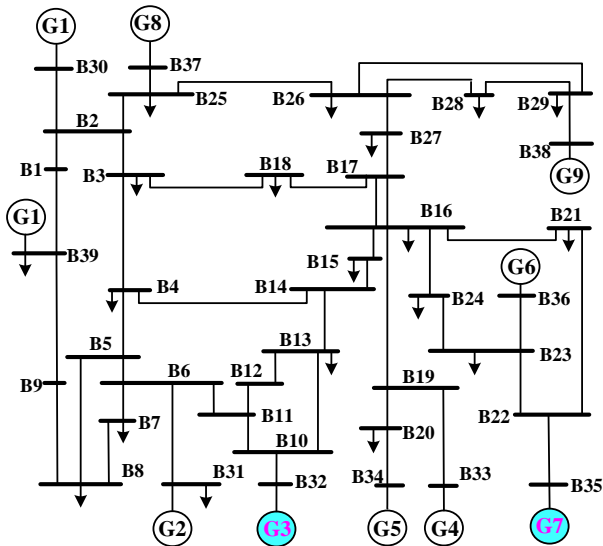 G1 G8
B30 B37
B25 B26 B28 B29
B2 B27 B38
B1 B3 B18 B17 G9
G1 B16 B21
B39 B15 G6
B4 B14 B24 B36
B5 B13 B23
B9 B6 B12 B19 B22
B7 B11 B20
B10
B8 B31 B32 B34 B33 B35
G2 G3 G5 G4 G7